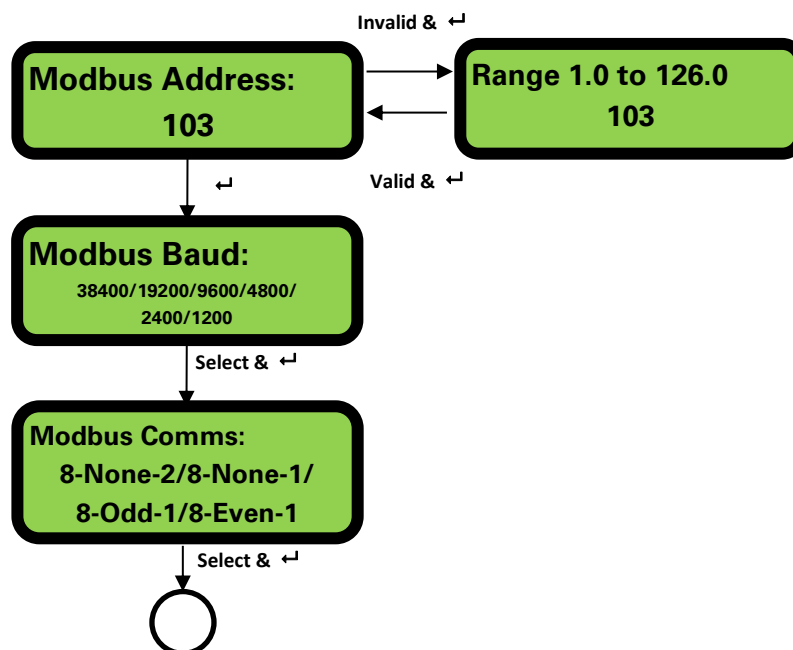 Invalid & ↵
Modbus Address:
103
Range 1.0 to 126.0
103
↵
Valid & ↵
Modbus Baud:
38400/19200/9600/4800/
2400/1200
Select & ↵
Modbus Comms:
8-None-2/8-None-1/
8-Odd-1/8-Even-1
Select & ↵